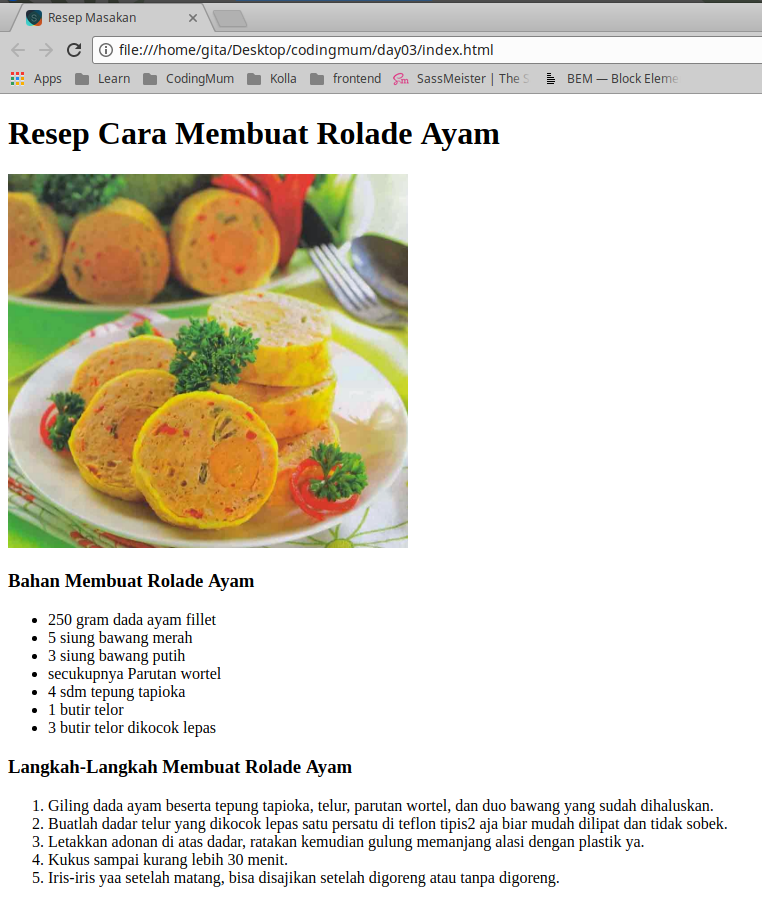 Resep Masakan
file:///home/gita/Desktop/codingmum/day03/index.html
Apps Learn CodingMum Kolla frontend SassMeister | The S BEM — Block Eleme
Resep Cara Membuat Rolade Ayam
Bahan Membuat Rolade Ayam
250 gram dada ayam fillet
5 siung bawang merah
3 siung bawang putih
secukupnya Parutan wortel
4 sdm tepung tapioka
1 butir telor
3 butir telor dikocok lepas
Langkah-Langkah Membuat Rolade Ayam
1. Giling dada ayam beserta tepung tapioka, telur, parutan wortel, dan duo bawang yang sudah dihaluskan.
2. Buatlah dadar telur yang dikocok lepas satu persatu di teflon tipis2 aja biar mudah dilipat dan tidak sobek.
3. Letakkan adonan di atas dadar, ratakan kemudian gulung memanjang alasi dengan plastik ya.
4. Kukus sampai kurang lebih 30 menit.
5. Iris-iris yaa setelah matang, bisa disajikan setelah digoreng atau tanpa digoreng.